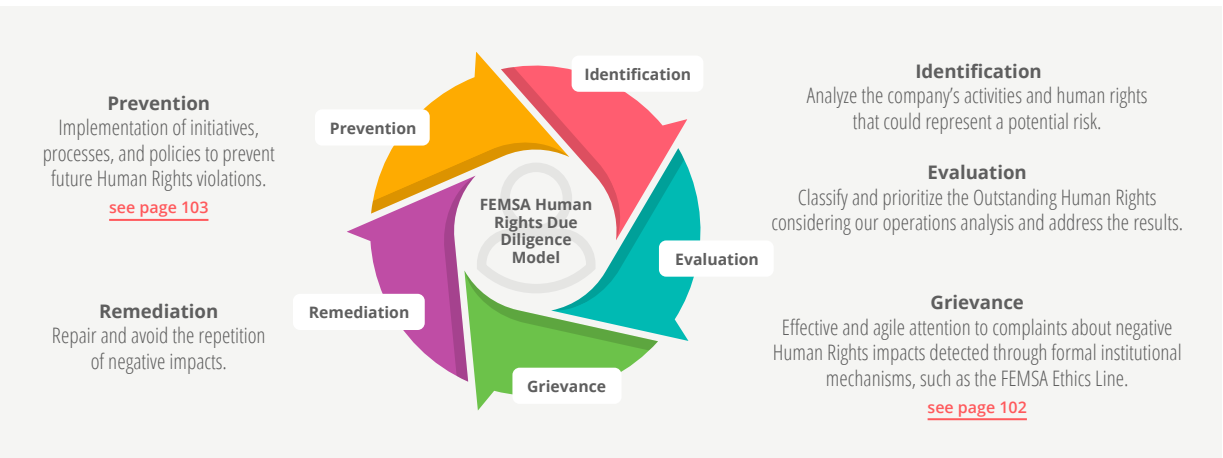 Prevention
Implementation of initiatives,
processes, and policies to prevent
future Human Rights violations.
see page 103
Remediation
Repair and avoid the repetition
of negative impacts.
Identification
Prevention
FEMSA Human
Rights Due
Diligence
Model
Evaluation
Remediation
Grievance
Identification
Analyze the company’s activities and human rights
that could represent a potential risk.
Evaluation
Classify and prioritize the Outstanding Human Rights
considering our operations analysis and address the results.
Grievance
Effective and agile attention to complaints about negative
Human Rights impacts detected through formal institutional
mechanisms, such as the FEMSA Ethics Line.
see page 102